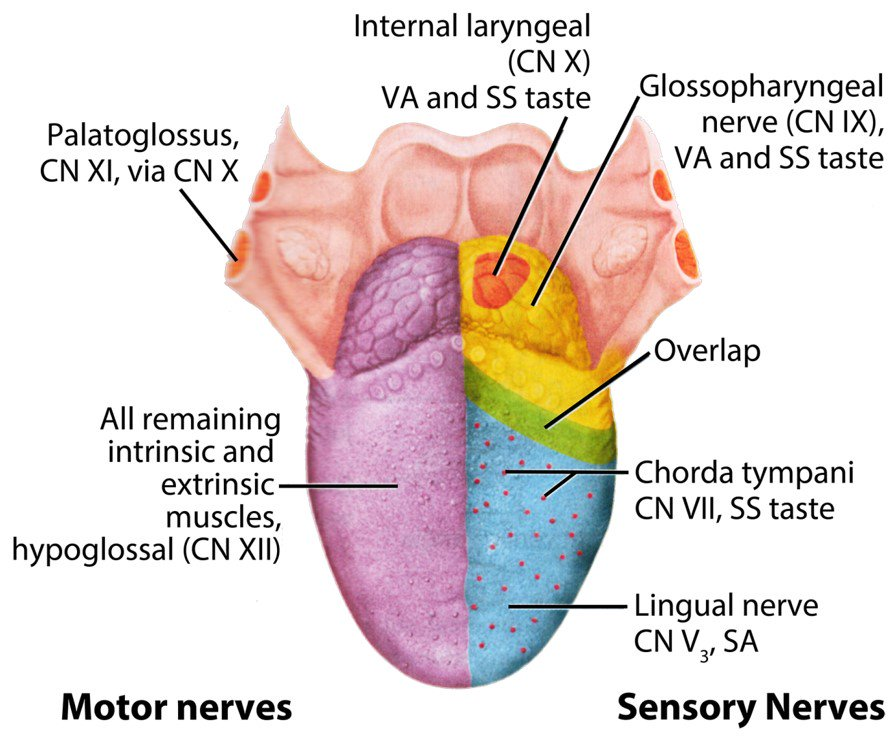 Internal laryngeal
(CN X)
VA and SS taste
Glossopharyngeal
nerve (CN IX),
VA and SS taste
Palatoglossus,
CN XI, via CN X
Overlap
All remaining
intrinsic and
extrinsic
muscles,
hypoglossal (CN XII)
Chorda tympani
CN VII, SS taste
Lingual nerve
CN V₃, SA
Motor nerves
Sensory Nerves